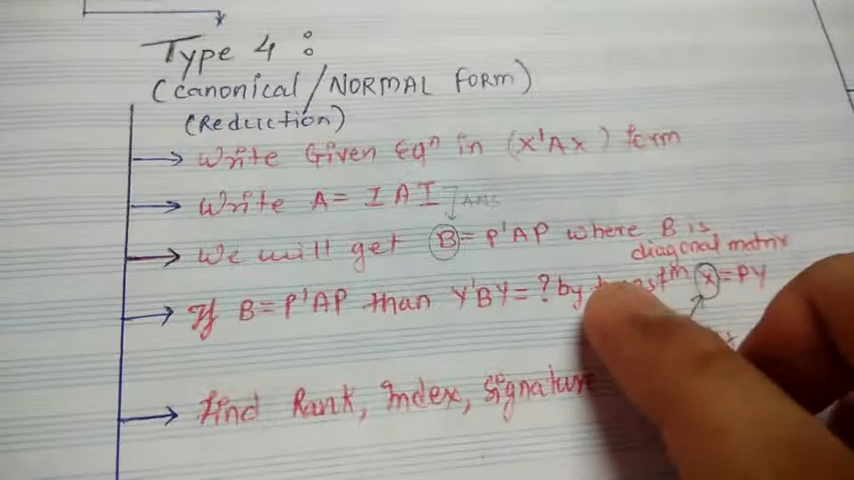 Type 4 :
(canonical/NORMAL FORM)
(Reduction)
→ Write Given Eqⁿ in (X'AX) form
→ Write A = IAI
→ We will get B = P'AP where B is
diagonal matrix
→ If B = P'AP than Y'BY = ? by X = PY
→ find Rank, Index, Signature